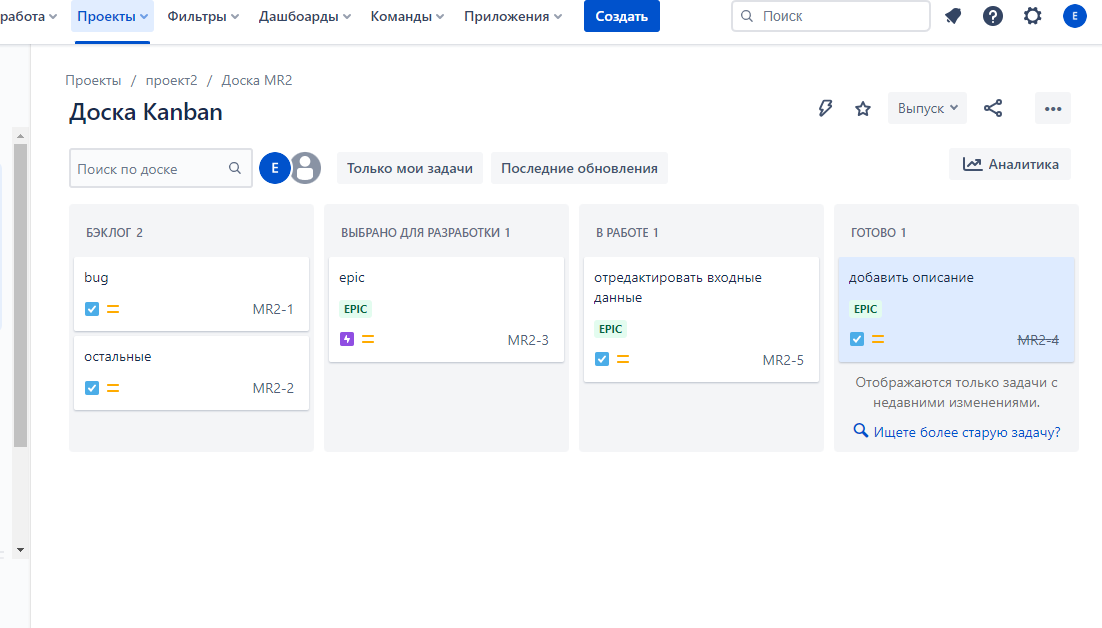 работа
Проекты
Фильтры
Дашбоарды
Команды
Приложения
Создать
Поиск
E
Проекты / проект2 / Доска MR2
Доска Kanban
Выпуск
Поиск по доске
E
Только мои задачи
Последние обновления
Аналитика
БЭКЛОГ 2
bug
MR2-1
остальные
MR2-2
ВЫБРАНО ДЛЯ РАЗРАБОТКИ 1
epic
EPIC
MR2-3
В РАБОТЕ 1
отредактировать входные
данные
EPIC
MR2-5
ГОТОВО 1
добавить описание
EPIC
MR2-4
Отображаются только задачи с
недавними изменениями.
Ищете более старую задачу?